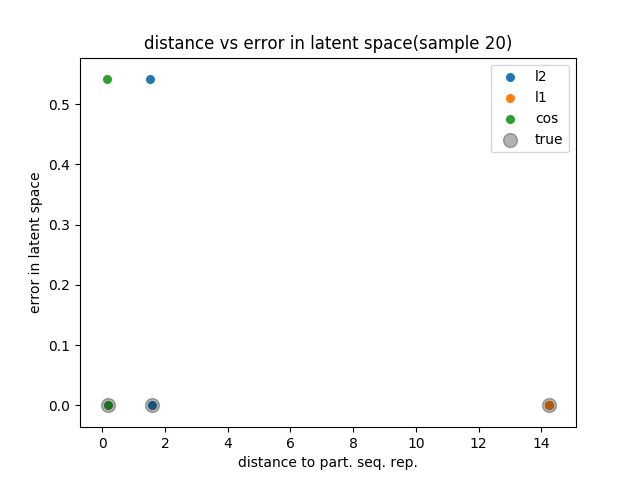 distance vs error in latent space(sample 20)
l2
l1
cos
true
error in latent space
0.5
0.4
0.3
0.2
0.1
0.0
0 2 4 6 8 10 12 14
distance to part. seq. rep.